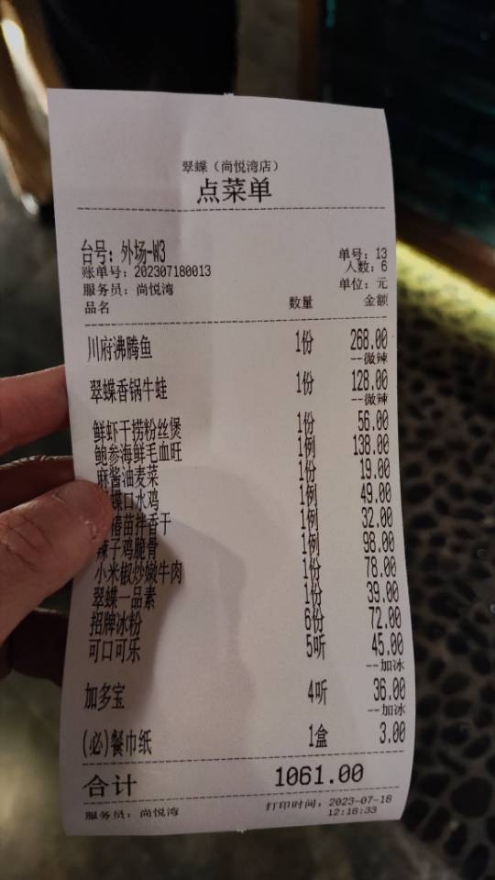 翠蝶（尚悦湾店）
点菜单
台号：外场-W3 单号：13
账单号：202307180013 人数：6
服务员：尚悦湾 单位：元
品名 数量 金额
川府沸腾鱼 1份 268.00
--微辣
翠蝶香锅牛蛙 1份 128.00
--微辣
鲜虾干捞粉丝煲 1份 56.00
鲍参海鲜毛血旺 1例 138.00
麻酱油麦菜 1份 19.00
蝶口水鸡 1例 49.00
椿苗拌香干 1例 32.00
辣子鸡脆骨 1例 98.00
小米椒炒嫩牛肉 1份 78.00
翠蝶一品素 1份 39.00
招牌冰粉 6份 72.00
可口可乐 5听 45.00
--加冰
加多宝 4听 36.00
--加冰
(必)餐巾纸 1盒 3.00
合计 1061.00
服务员：尚悦湾 打印时间：2023-07-18
12:16:33